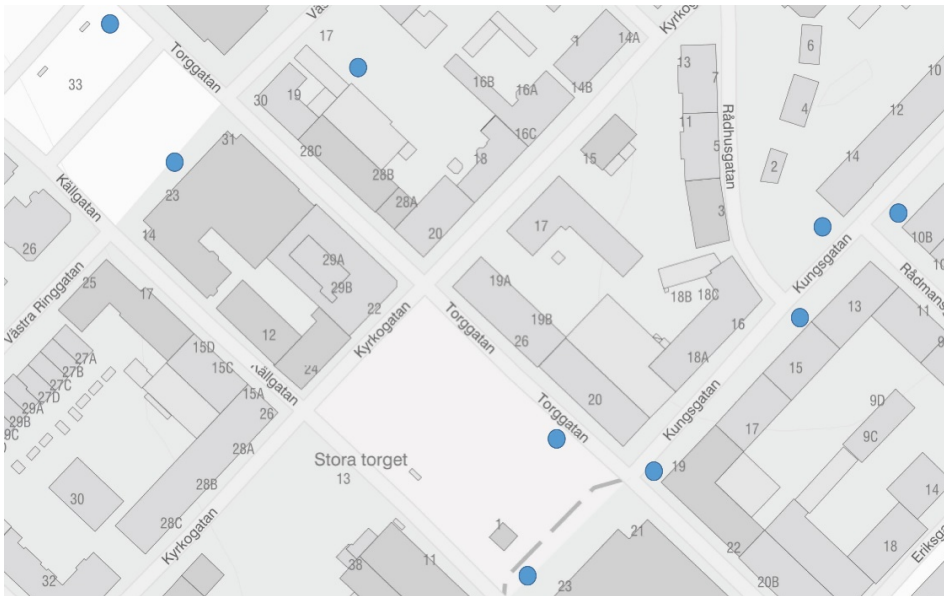 Väs
Kyrkog
17
1
14A
Torggatan
13
6
7
10
33
16B
16A
14B
30
19
4
12
11
16C
28C
31
5
Rådhusgatan
18
15
28B
2
14
Källgatan
23
28A
3
17
26
14
20
10B
29A
18B
18C
Kungsgatan
25
19A
29B
17
22
Torggatan
13
Rådmans
11
Västra Ringgatan
19B
16
15D
12
Kyrkogatan
26
9
27A
15C
18A
15
27B
24
27C
Källgatan
20
27D
15A
Torggatan
9D
29A
26
29B
Kungsgatan
17
9C
9C
28A
Stora torget
19
13
28B
30
14
28C
1
Kyrkogatan
21
22
18
Eriksga
38
11
32
23
20B